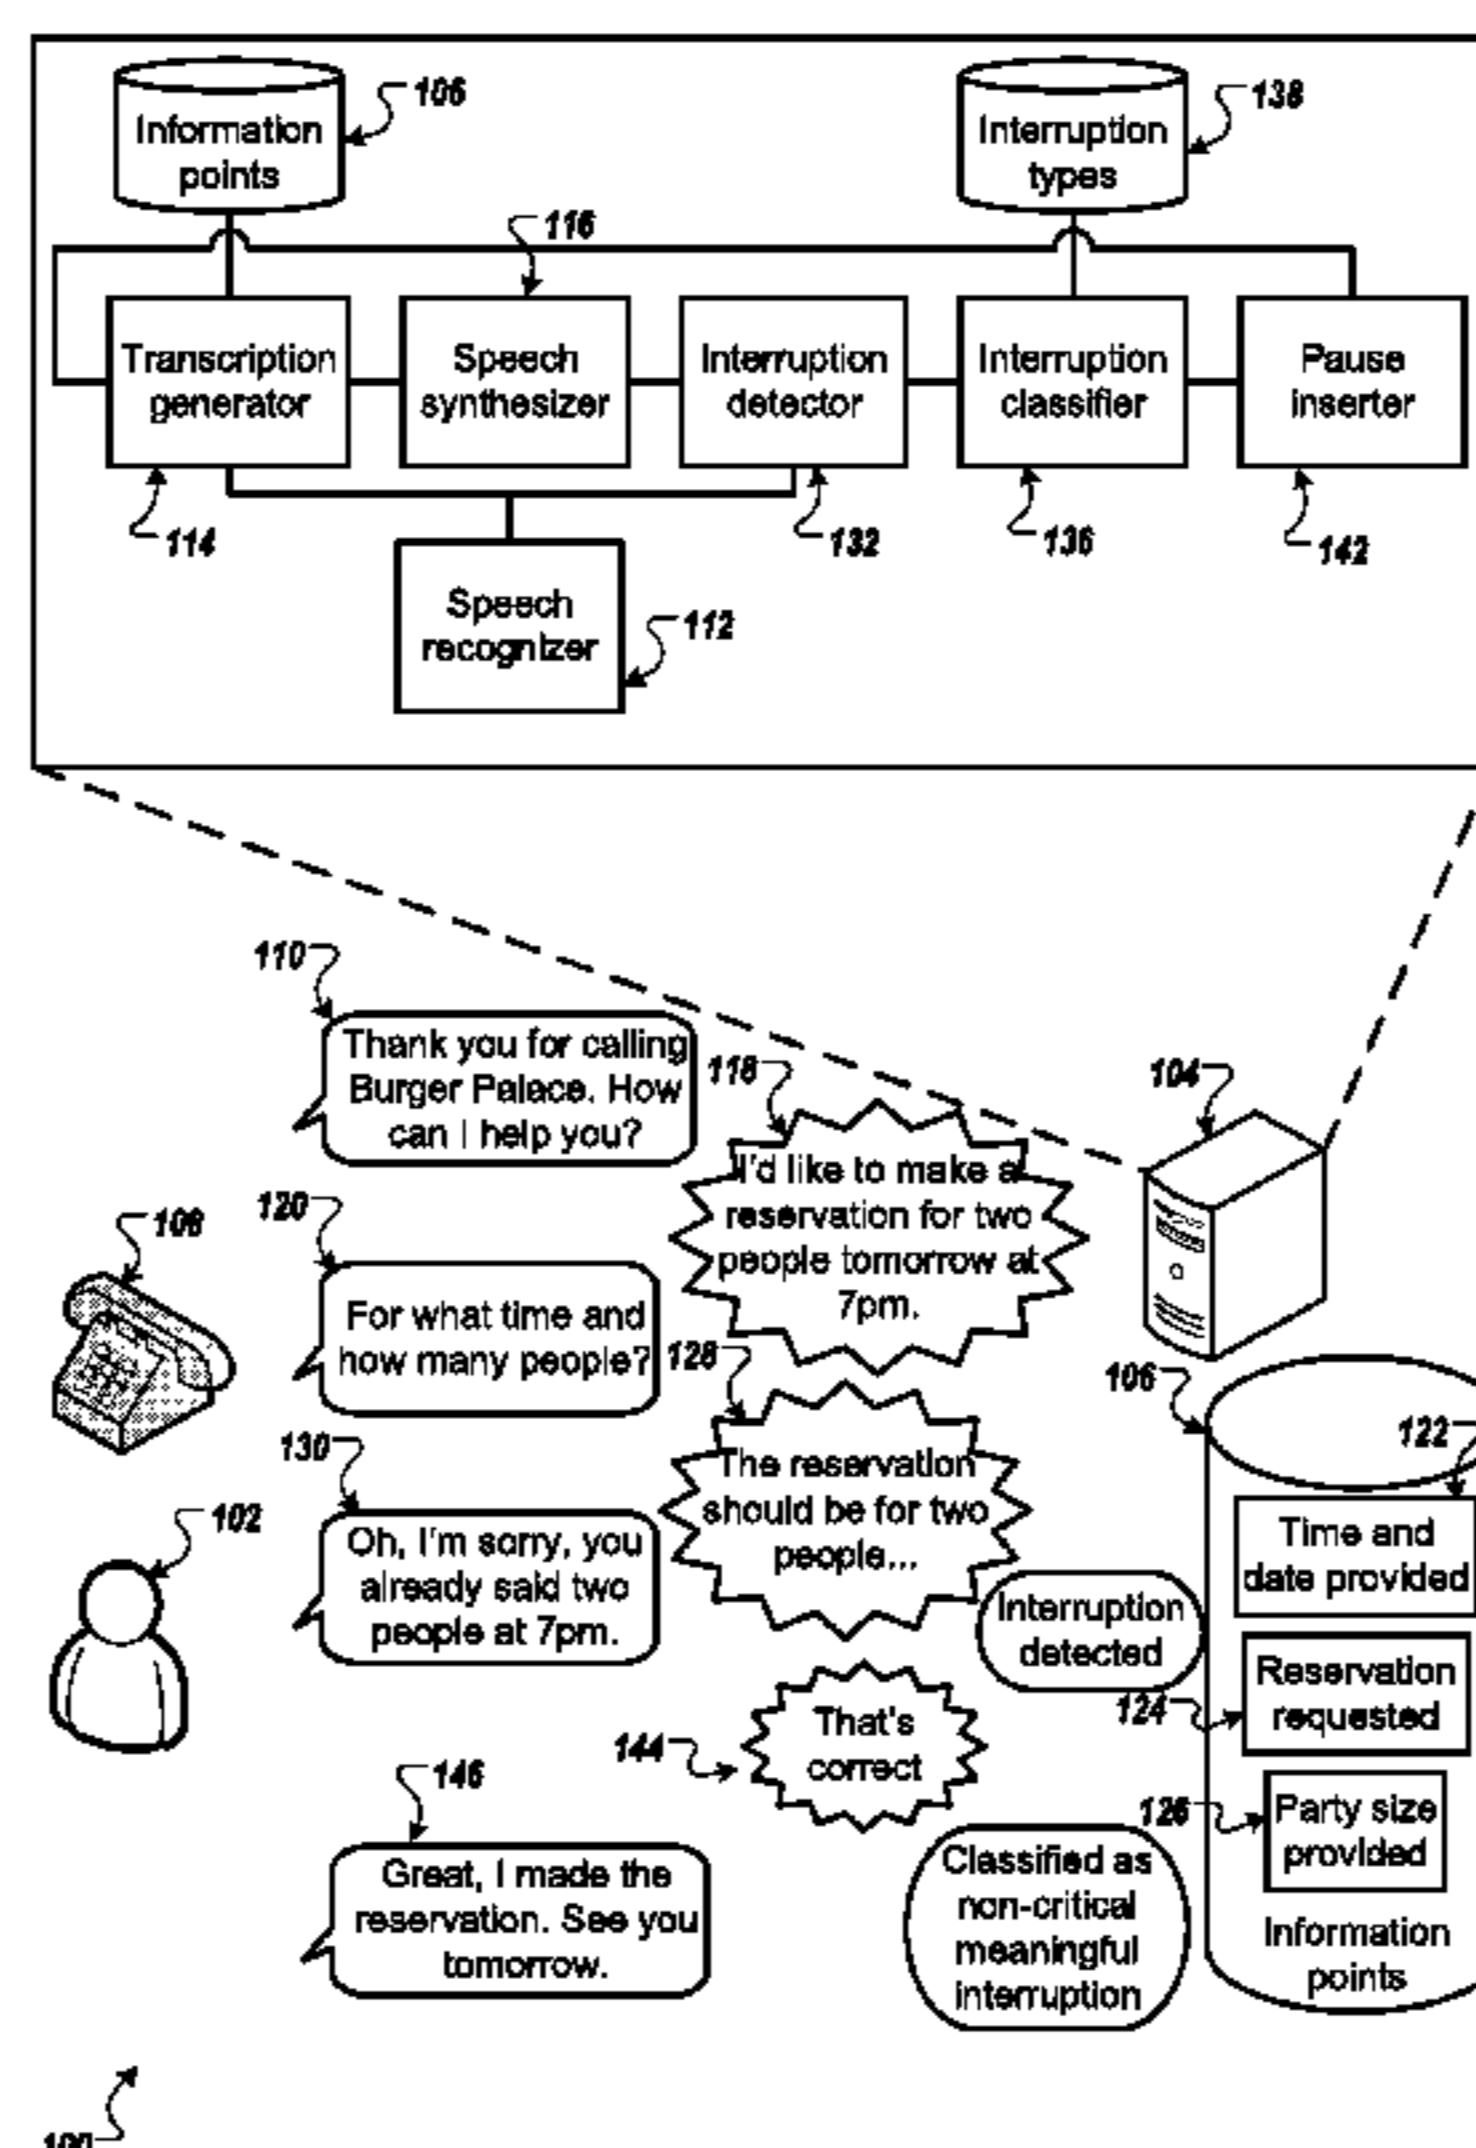 Information
points
106
Interruption
types
138
116
Transcription
generator
Speech
synthesizer
Interruption
detector
Interruption
classifier
Pause
inserter
114
132
136
142
Speech
recognizer
112
110
Thank you for calling
Burger Palace. How
can I help you?
118
I'd like to make a
reservation for two
people tomorrow at
7pm.
104
108
120
For what time and
how many people?
128
The reservation
should be for two
people...
106
122
Time and
date provided
130
Oh, I'm sorry, you
already said two
people at 7pm.
102
Interruption
detected
124
Reservation
requested
144
That's
correct
126
Party size
provided
Information
points
146
Great, I made the
reservation. See you
tomorrow.
Classified as
non-critical
meaningful
interruption
100